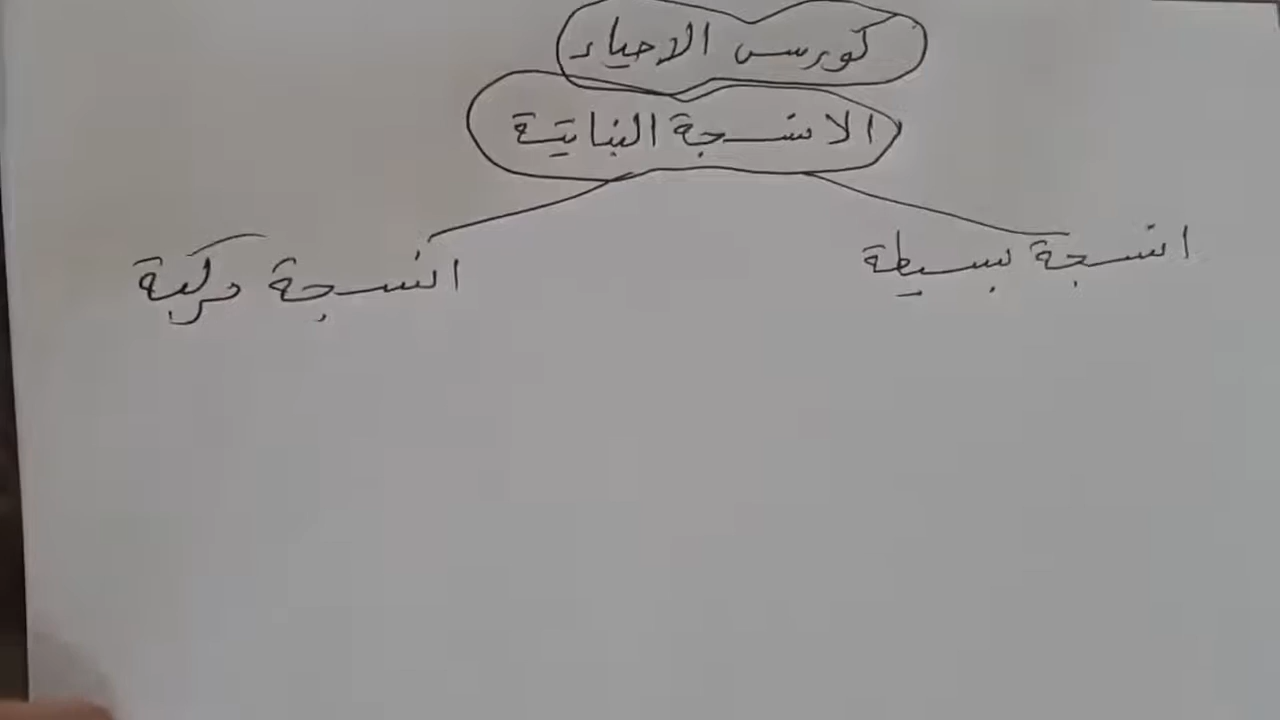 كورس الاحياء
الانسجة النباتية
انسجة بسيطة
انسجة مركبة